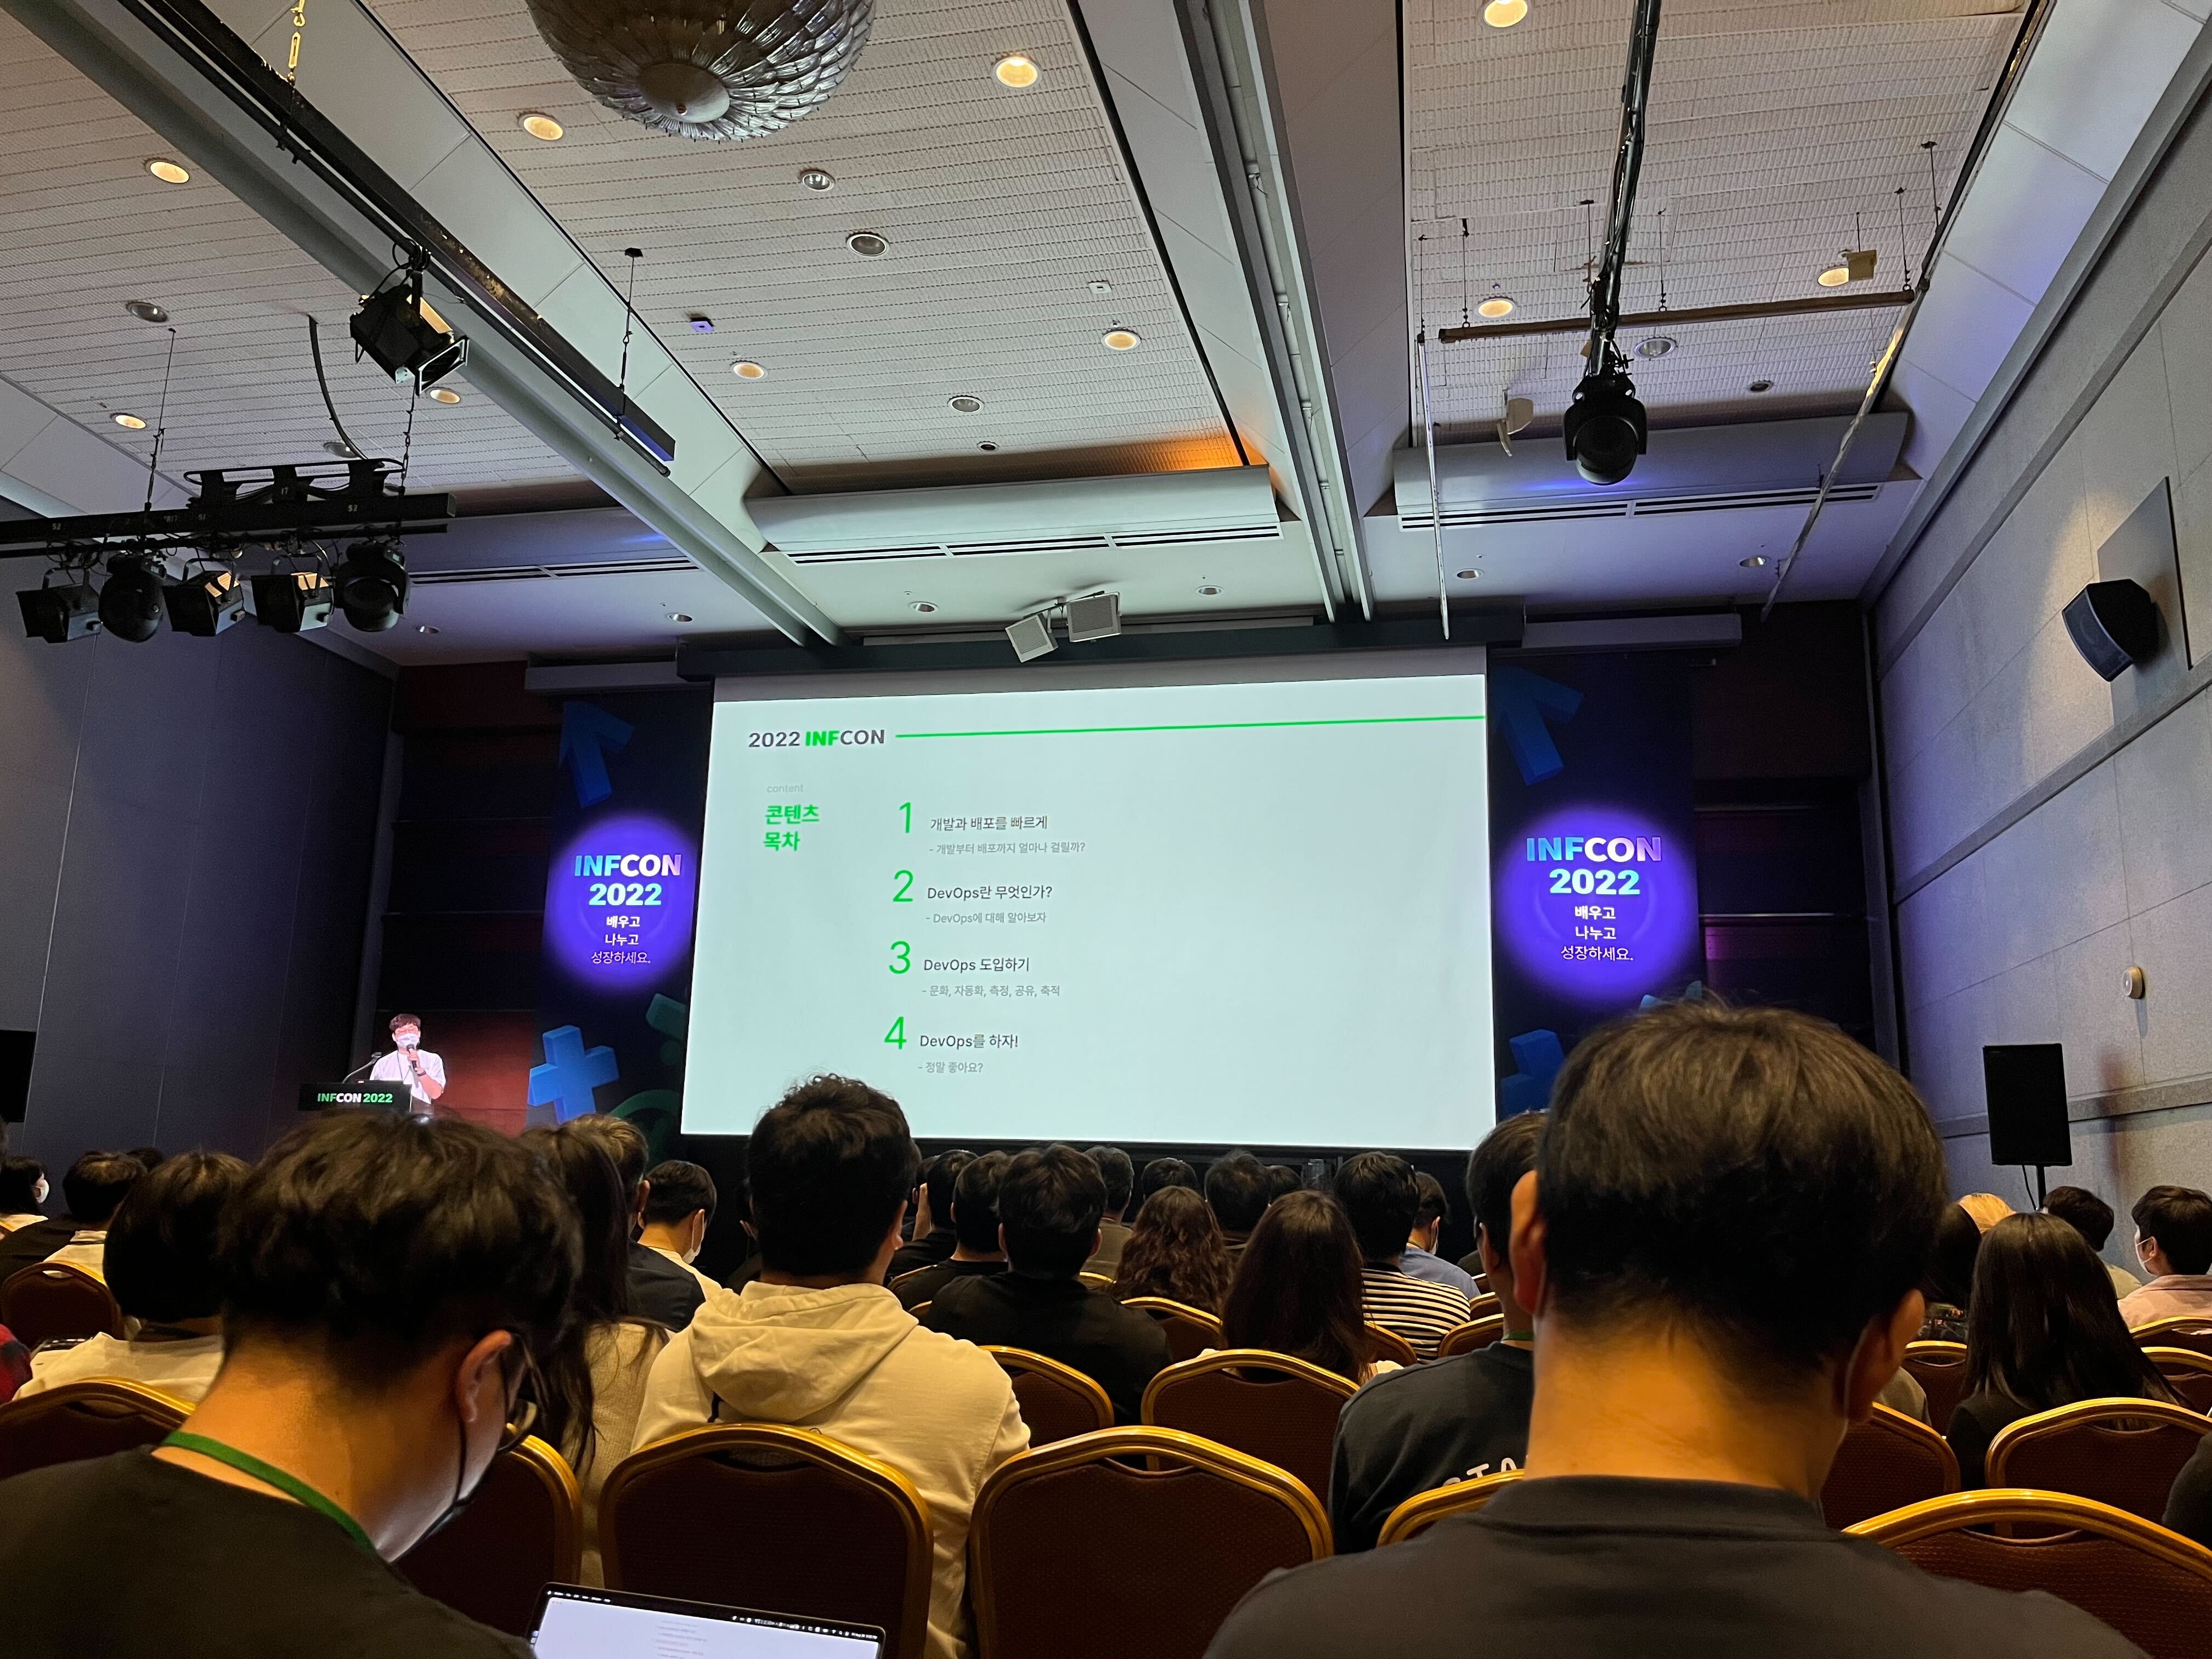 2022 INFCON
content
콘텐츠
목차
1 개발과 배포를 빠르게
- 개발부터 배포까지 얼마나 걸릴까?
2 DevOps란 무엇인가?
- DevOps에 대해 알아보자
3 DevOps 도입하기
- 문화, 자동화, 측정, 공유, 축적
4 DevOps를 하자!
- 정말 좋아요?
INFCON
2022
배우고
나누고
성장하세요.
INFCON
2022
배우고
나누고
성장하세요.
INFCON 2022